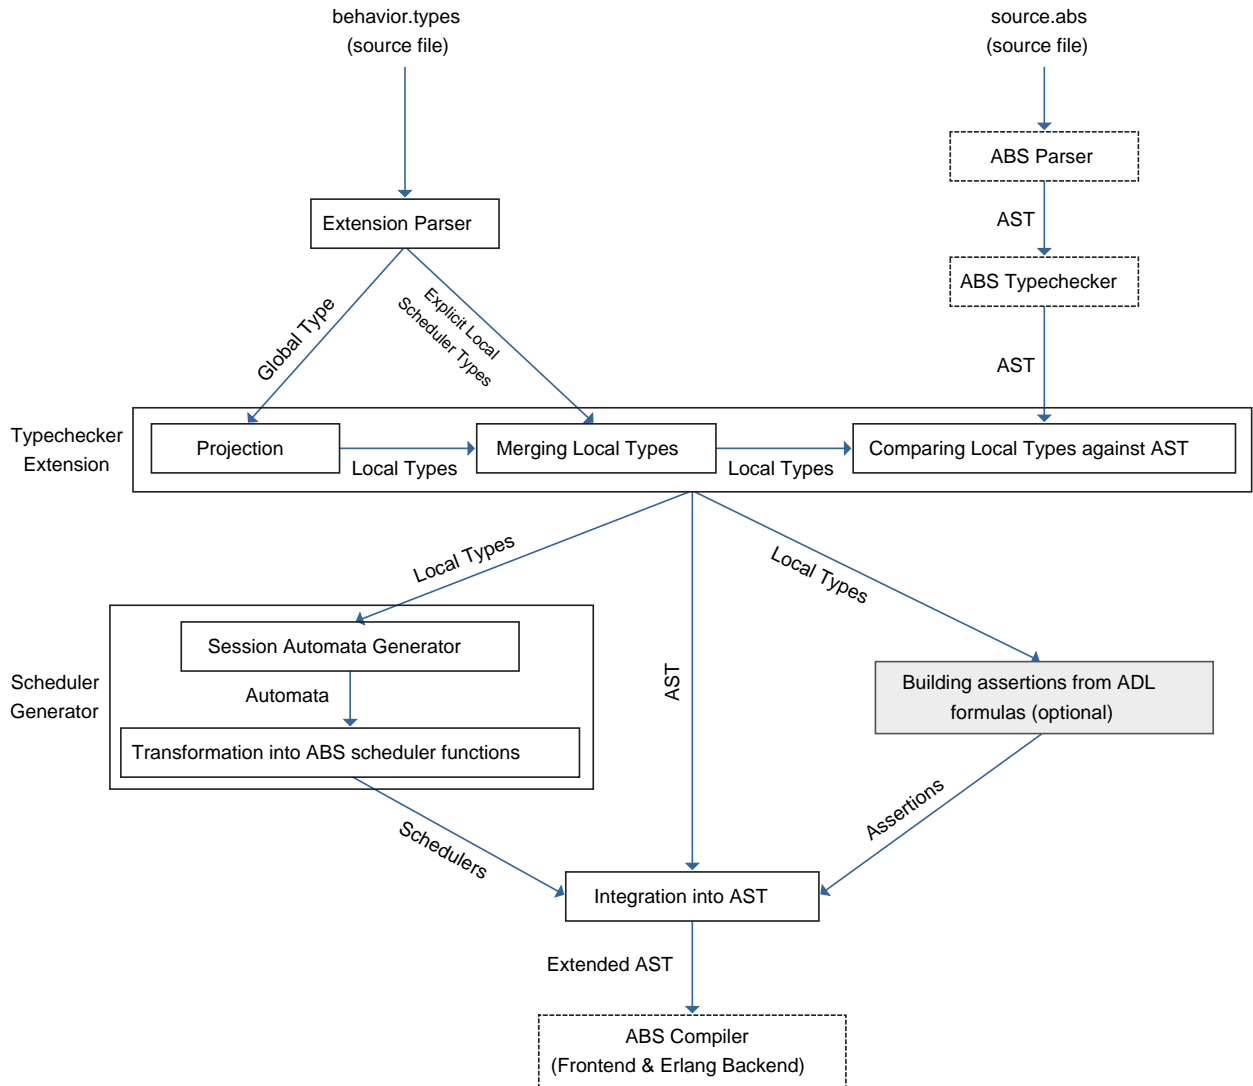 behavior.types
(source file)
source.abs
(source file)
ABS Parser
AST
Extension Parser
ABS Typechecker
Global Type
Explicit Local
Scheduler Types
AST
Typechecker
Extension
Projection
Local Types
Merging Local Types
Local Types
Comparing Local Types against AST
Local Types
AST
Local Types
Scheduler
Generator
Session Automata Generator
Automata
Transformation into ABS scheduler functions
Building assertions from ADL
formulas (optional)
Schedulers
Assertions
Integration into AST
Extended AST
ABS Compiler
(Frontend & Erlang Backend)